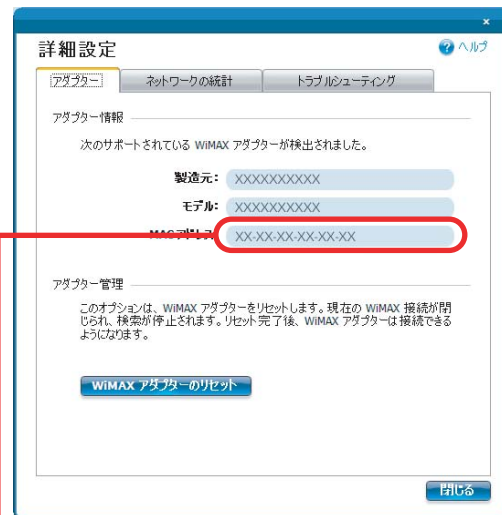 ×
詳細設定
ヘルプ
アダプター ネットワークの統計 トラブルシューティング
アダプター情報
次のサポートされている WiMAX アダプターが検出されました。
製造元: XXXXXXXXXX
モデル: XXXXXXXXXX
MACアドレス XX-XX-XX-XX-XX-XX
アダプター管理
このオプションは、WiMAX アダプターをリセットします。現在の WiMAX 接続が閉
じられ、検索が停止されます。リセット完了後、WiMAX アダプターは接続できる
ようになります。
WiMAX アダプターのリセット
閉じる